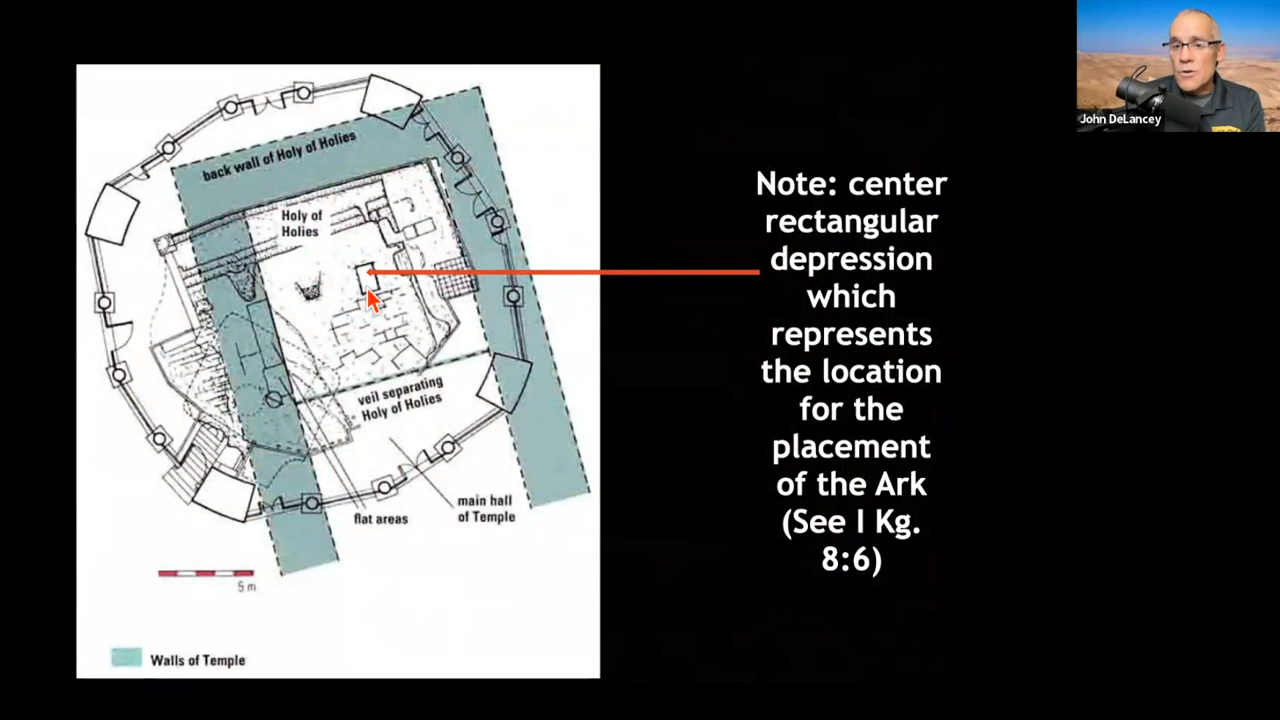 John DeLancey
back wall of Holy of Holies
Holy of
Holies
veil separating
Holy of Holies
flat areas
main hall
of Temple
5 m
Walls of Temple
Note: center
rectangular
depression
which
represents
the location
for the
placement
of the Ark
(See I Kg.
8:6)